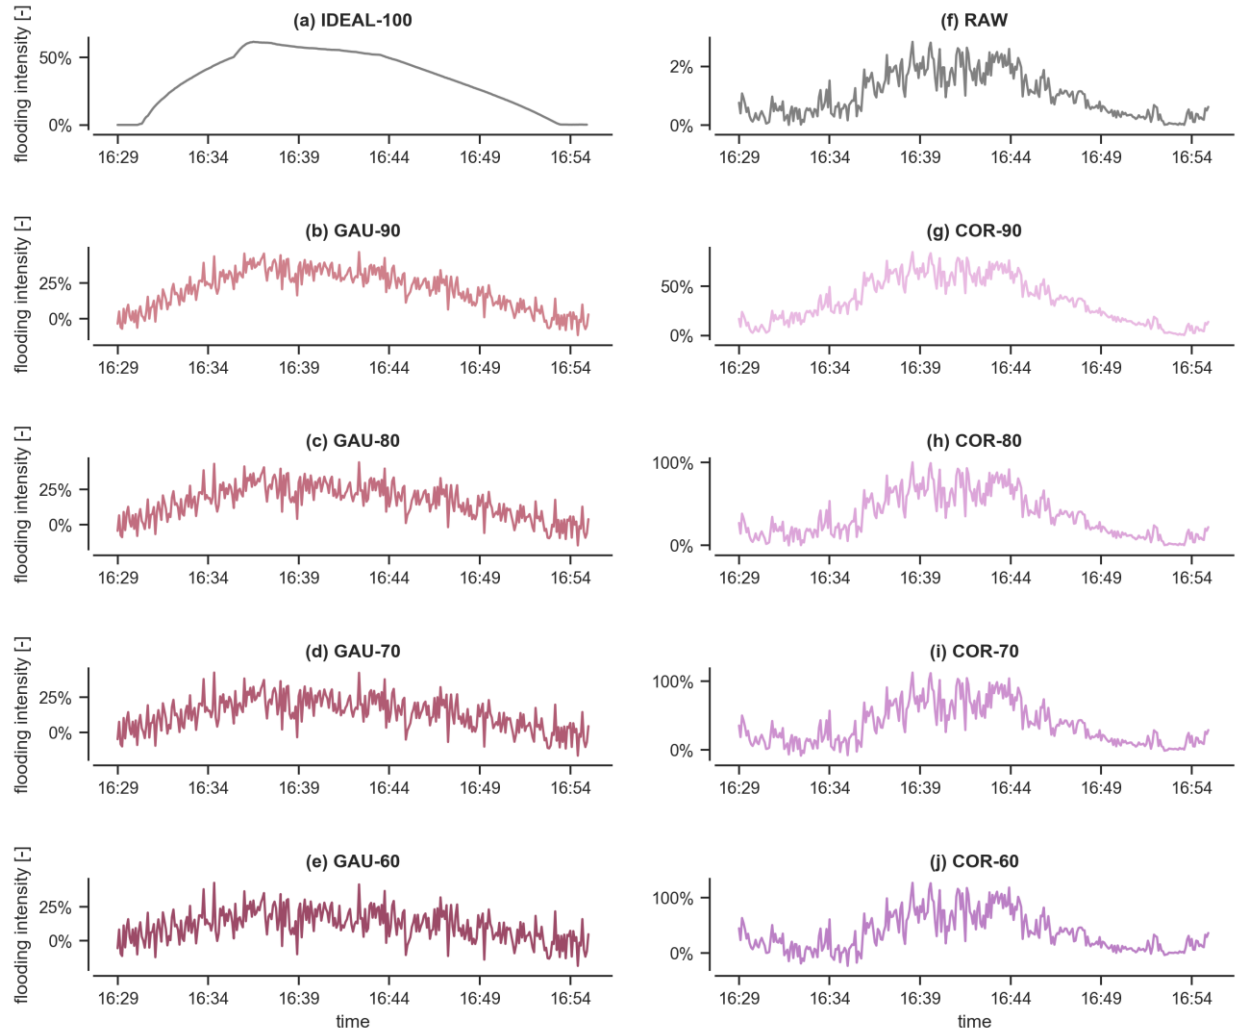 (a) IDEAL-100
flooding intensity [-]
50%
0%
16:29 16:34 16:39 16:44 16:49 16:54
(f) RAW
2%
0%
16:29 16:34 16:39 16:44 16:49 16:54
(b) GAU-90
flooding intensity [-]
25%
0%
16:29 16:34 16:39 16:44 16:49 16:54
(g) COR-90
50%
0%
16:29 16:34 16:39 16:44 16:49 16:54
(c) GAU-80
flooding intensity [-]
25%
0%
16:29 16:34 16:39 16:44 16:49 16:54
(h) COR-80
100%
0%
16:29 16:34 16:39 16:44 16:49 16:54
(d) GAU-70
flooding intensity [-]
25%
0%
16:29 16:34 16:39 16:44 16:49 16:54
(i) COR-70
100%
0%
16:29 16:34 16:39 16:44 16:49 16:54
(e) GAU-60
flooding intensity [-]
25%
0%
16:29 16:34 16:39 16:44 16:49 16:54
time
(j) COR-60
100%
0%
16:29 16:34 16:39 16:44 16:49 16:54
time